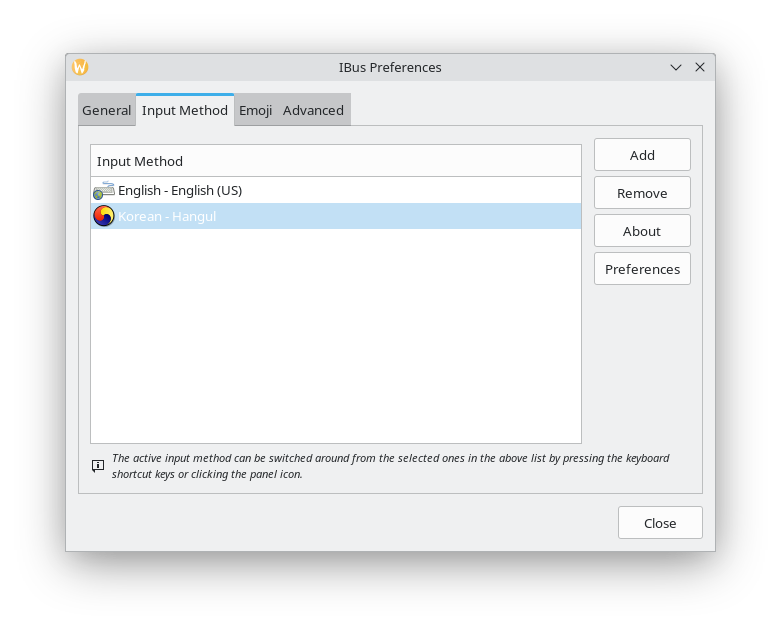 IBus Preferences
General Input Method Emoji Advanced
Input Method
English - English (US)
Korean - Hangul
Add
Remove
About
Preferences
The active input method can be switched around from the selected ones in the above list by pressing the keyboard
shortcut keys or clicking the panel icon.
Close